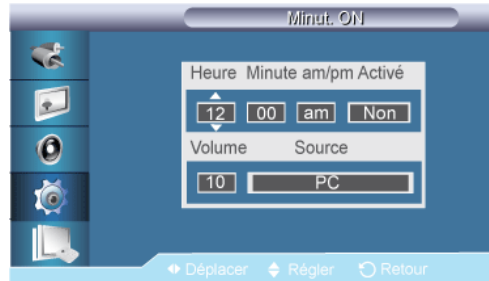 Minut. ON
Heure Minute am/pm Activé
12 00 am Non
Volume Source
10 PC
Déplacer Régler Retour